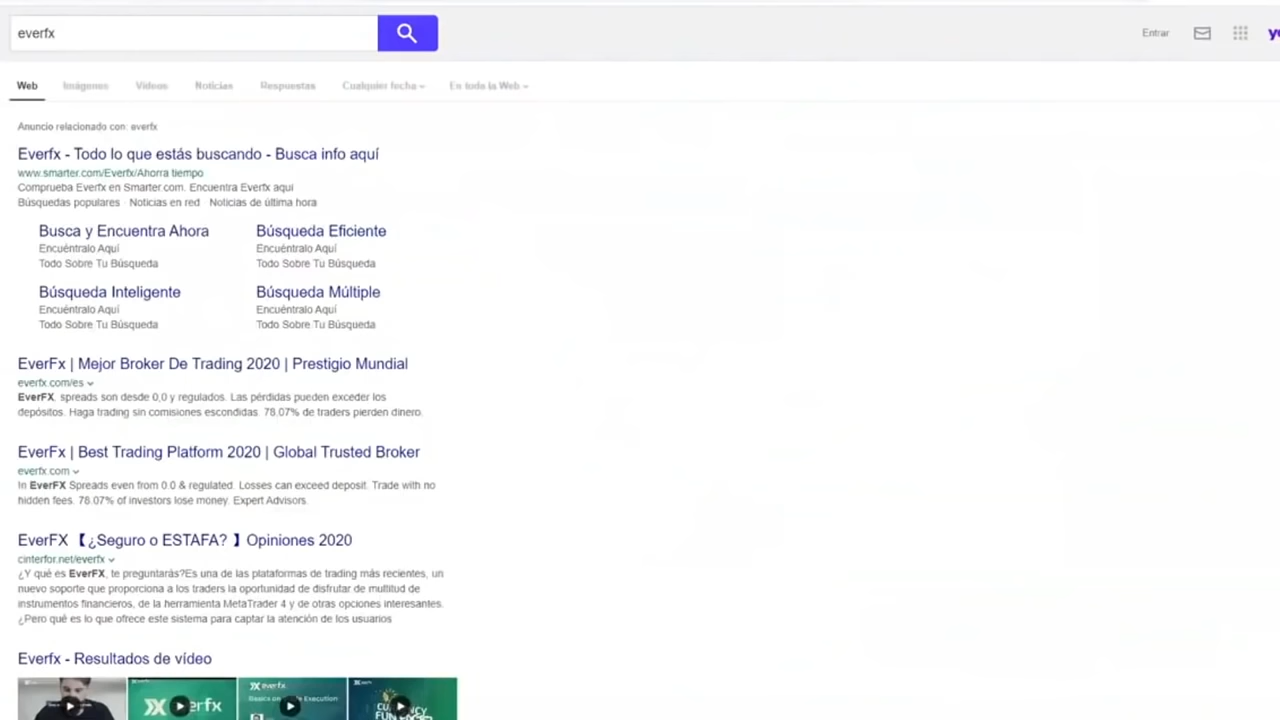 everfx
Entrar
Web Imágenes Vídeos Noticias Respuestas Cualquier fecha En toda la Web
Anuncio relacionado con: everfx
Everfx - Todo lo que estás buscando - Busca info aquí
www.smarter.com/Everfx/Ahorra tiempo
Comprueba Everfx en Smarter.com. Encuentra Everfx aqui
Búsquedas populares · Noticias en red · Noticias de última hora
Busca y Encuentra Ahora Búsqueda Eficiente
Encuéntralo Aquí Encuéntralo Aquí
Todo Sobre Tu Búsqueda Todo Sobre Tu Búsqueda
Búsqueda Inteligente Búsqueda Múltiple
Encuéntralo Aquí Encuéntralo Aquí
Todo Sobre Tu Búsqueda Todo Sobre Tu Búsqueda
EverFx | Mejor Broker De Trading 2020 | Prestigio Mundial
everfx.com/es
EverFX, spreads son desde 0,0 y regulados. Las pérdidas pueden exceder los
depósitos. Haga trading sin comisiones escondidas. 78.07% de traders pierden dinero.
EverFx | Best Trading Platform 2020 | Global Trusted Broker
everfx.com
In EverFX Spreads even from 0.0 & regulated. Losses can exceed deposit. Trade with no
hidden fees. 78.07% of investors lose money. Expert Advisors.
EverFX 【¿Seguro o ESTAFA? 】Opiniones 2020
cinterfor.net/everfx
¿Y qué es EverFX, te preguntarás?Es una de las plataformas de trading más recientes, un
nuevo soporte que proporciona a los traders la oportunidad de disfrutar de multitud de
instrumentos financieros, de la herramienta MetaTrader 4 y de otras opciones interesantes.
¿Pero qué es lo que ofrece este sistema para captar la atención de los usuarios
Everfx - Resultados de vídeo
everfx
Execution